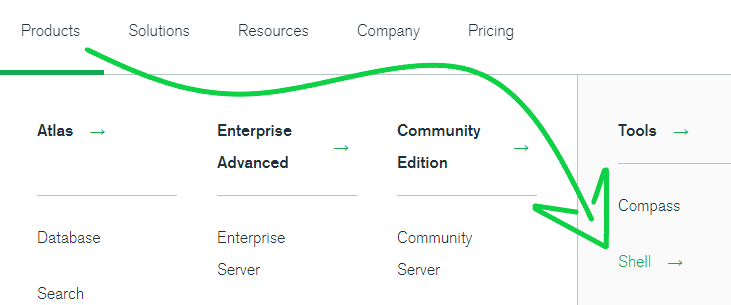 Products Solutions Resources Company Pricing
Atlas →
Enterprise
Advanced →
Community
Edition →
Tools →
Database
Search
Enterprise
Server
Community
Server
Compass
Shell →